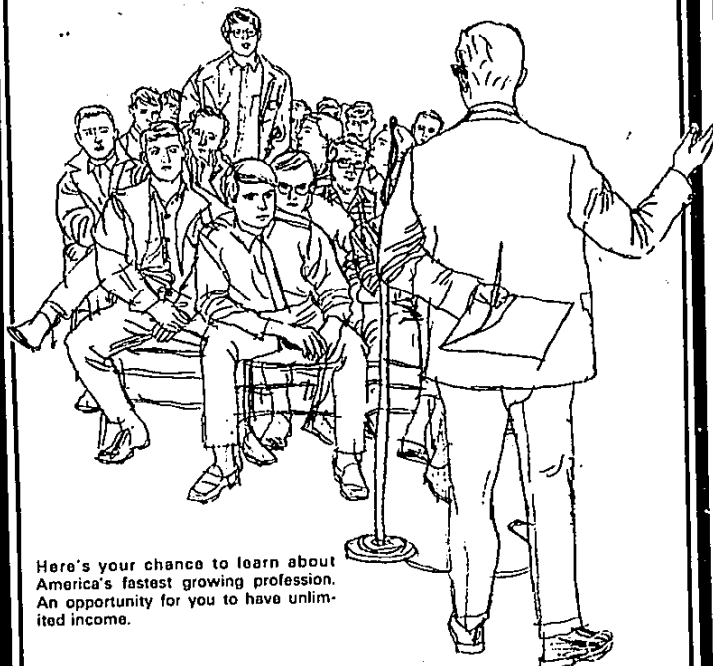 Here's your chance to learn about
America's fastest growing profession.
An opportunity for you to have unlim-
ited income.